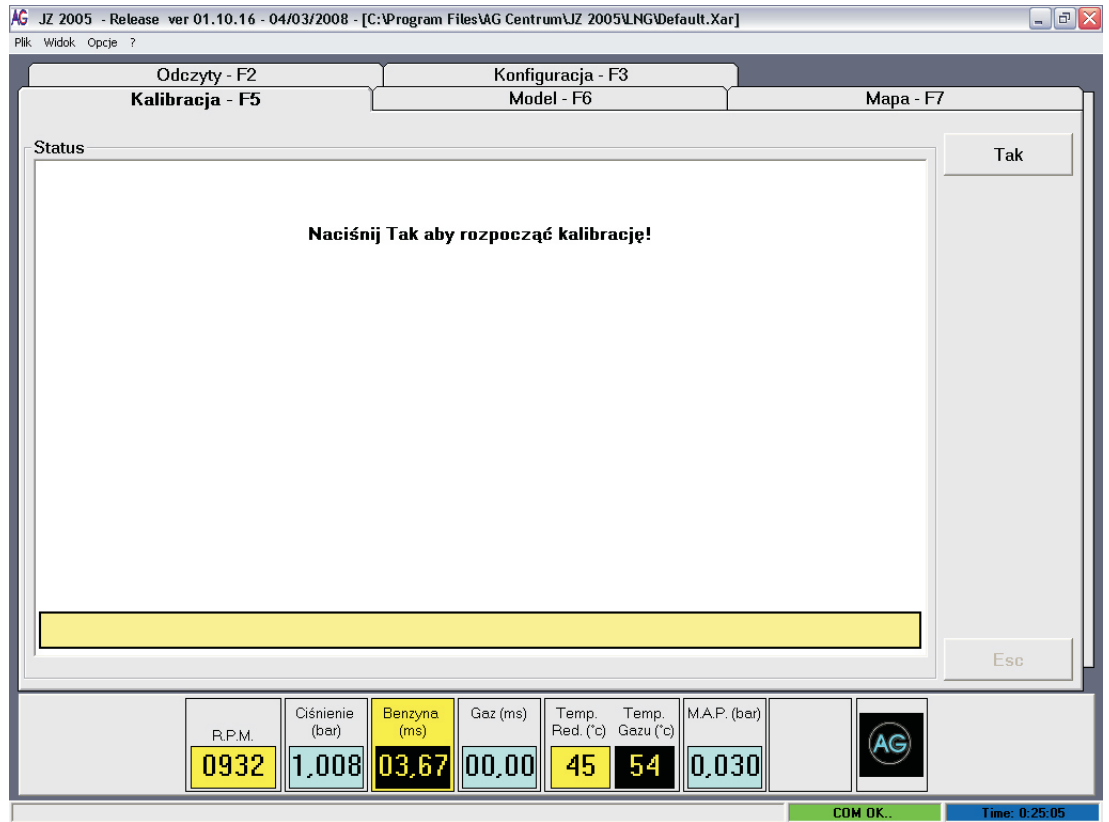 JZ 2005 - Release ver 01.10.16 - 04/03/2008 - [C:\Program Files\AG Centrum\JZ 2005\LNG\Default.Xar]
Plik Widok Opcje ?
Odczyty - F2
Konfiguracja - F3
Kalibracja - F5
Model - F6
Mapa - F7
Status
Tak
Naciśnij Tak aby rozpocząć kalibrację!
Esc
R.P.M.
0932
Ciśnienie
(bar)
1,008
Benzyna
(ms)
03,67
Gaz (ms)
00,00
Temp.
Red. (°c)
45
Temp.
Gazu (°c)
54
M.A.P. (bar)
0,030
AG
COM OK..
Time: 0:25:05